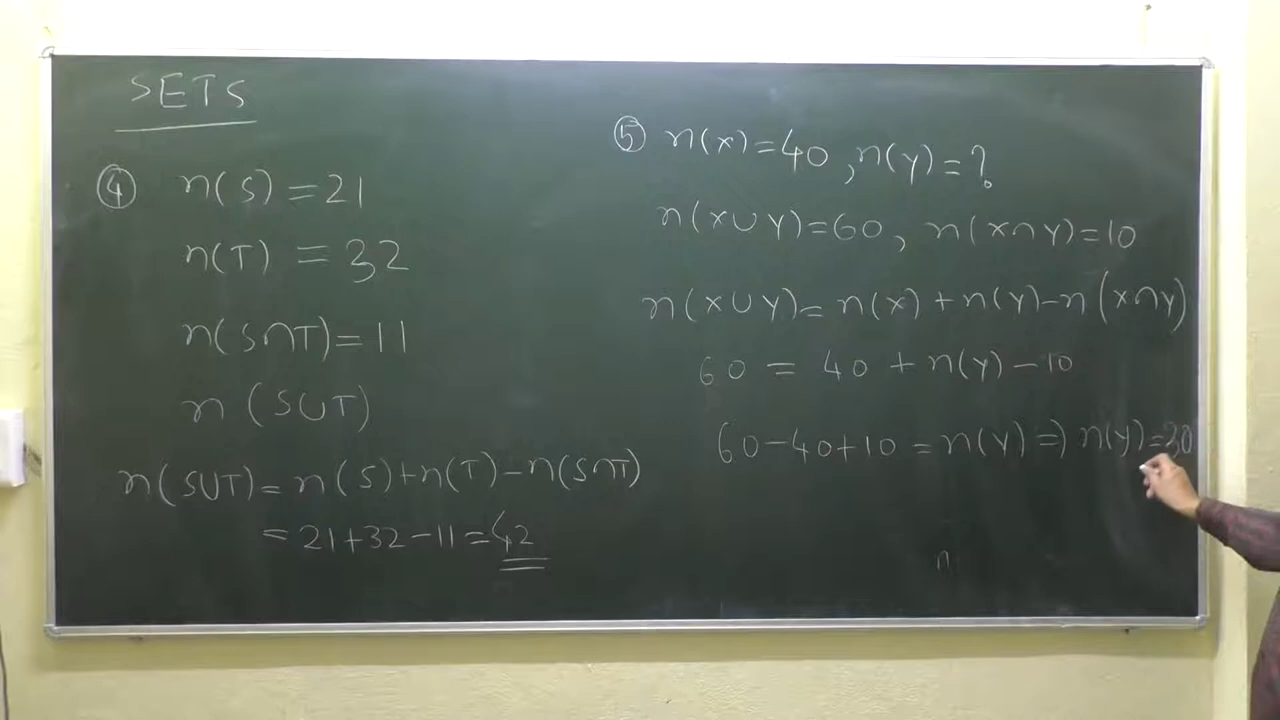 SETS
④ n(S) = 21
n(T) = 32
n(S∩T) = 11
n(S∪T)
n(S∪T) = n(S)+n(T)-n(S∩T)
= 21+32-11 = 42
⑤ n(x) = 40, n(y) = ?
n(x∪y) = 60, n(x∩y) = 10
n(x∪y) = n(x) + n(y) - n(x∩y)
60 = 40 + n(y) - 10
60-40+10 = n(y) ⇒ n(y) = 30
n